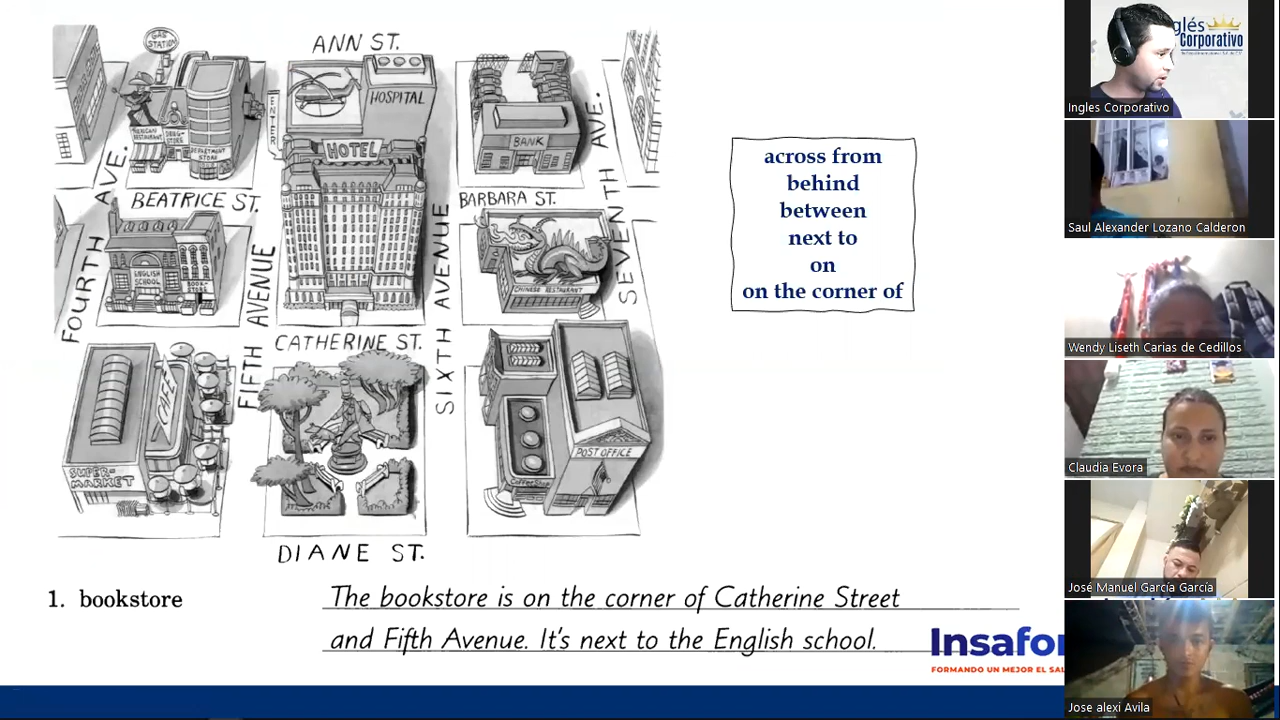 ANN ST.
GAS STATION
HOSPITAL
MEXICAN RESTAURANT
DRUG-STORE
DEPARTMENT STORE
HOTEL
BANK
FOURTH AVE.
BEATRICE ST.
BARBARA ST.
SEVENTH AVE.
FIFTH AVENUE
SIXTH AVENUE
ENGLISH SCHOOL
BOOK-STORE
CHINESE RESTAURANT
CATHERINE ST.
CAFE
SUPER-MARKET
Coffee Shop
POST OFFICE
DIANE ST.
across from
behind
between
next to
on
on the corner of
1. bookstore
The bookstore is on the corner of Catherine Street
and Fifth Avenue. It's next to the English school.
Insafor
FORMANDO UN MEJOR EL SAL
glés
Corporativo
Ingles Corporativo
Saul Alexander Lozano Calderon
Wendy Liseth Carias de Cedillos
Claudia Evora
José Manuel García García
Jose alexi Avila